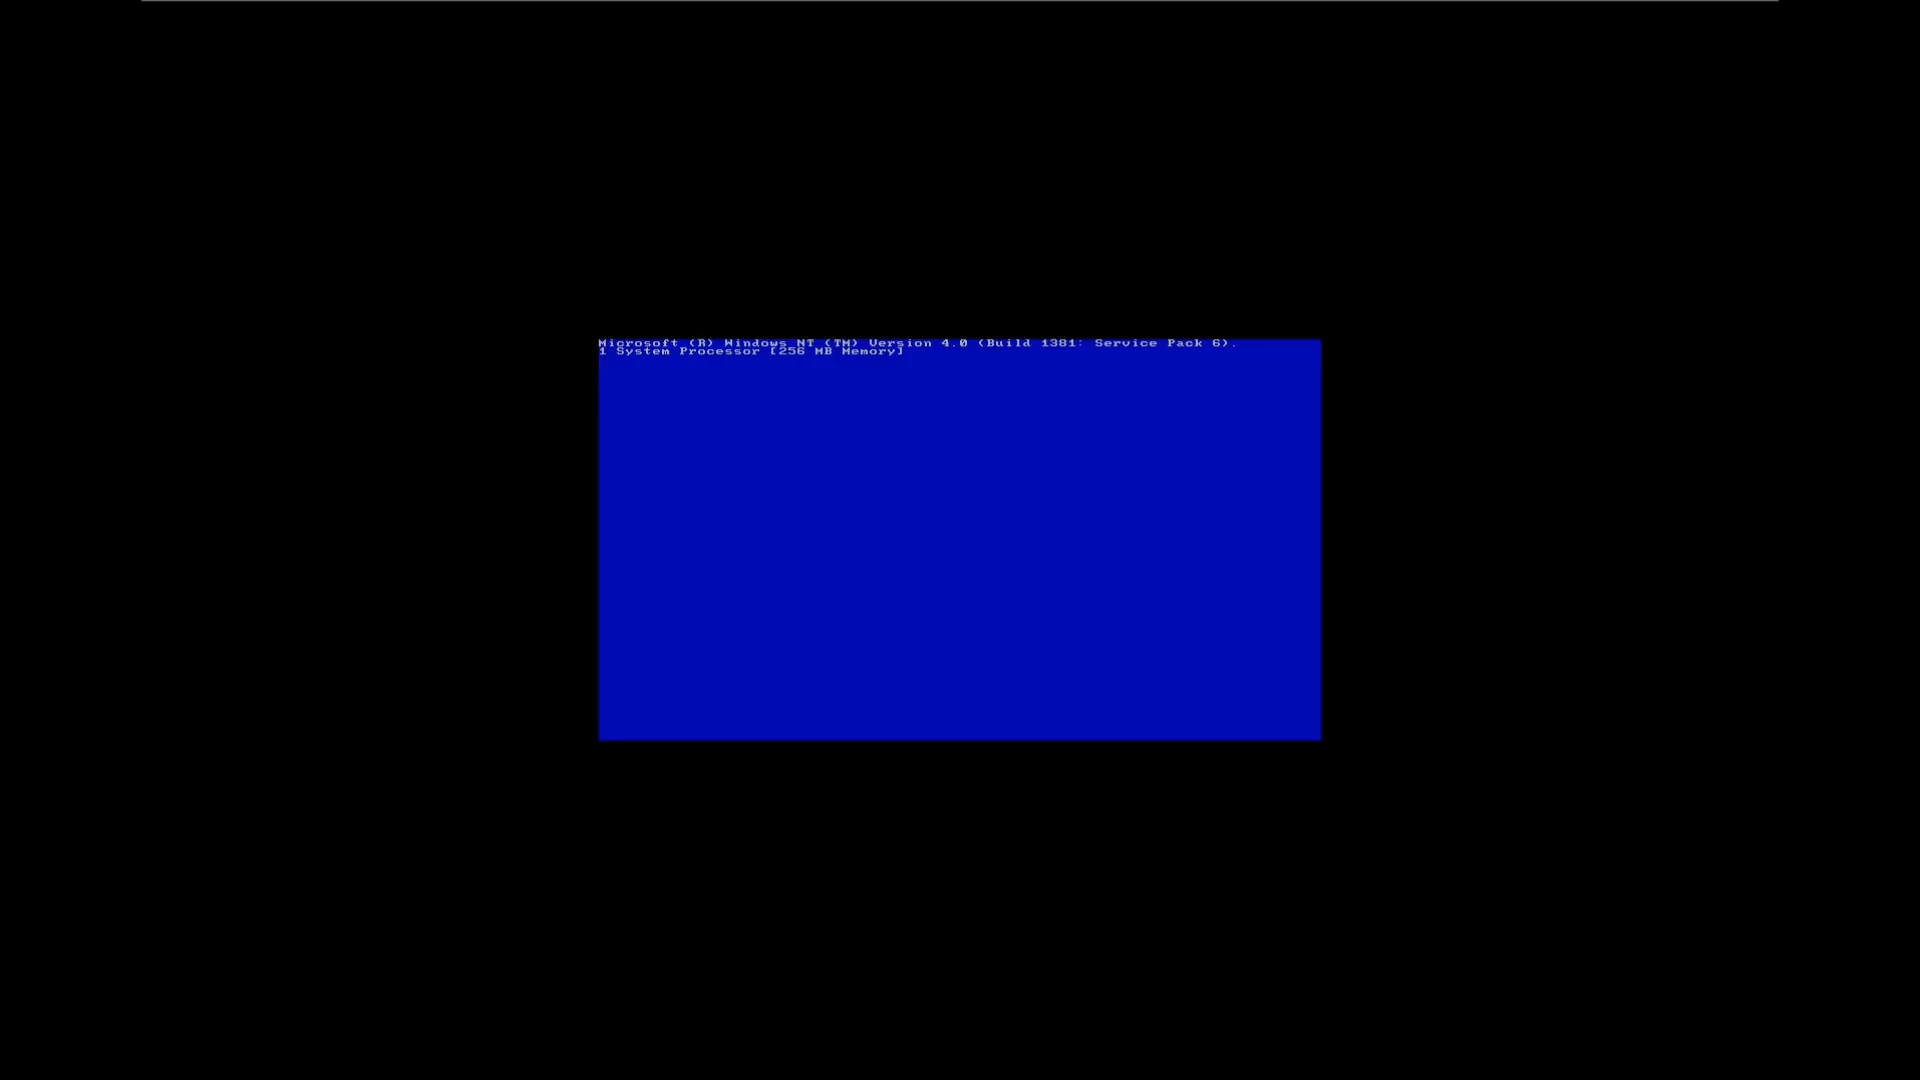 Microsoft (R) Windows NT (TM) Version 4.0 (Build 1381: Service Pack 6).
1 System Processor [256 MB Memory]